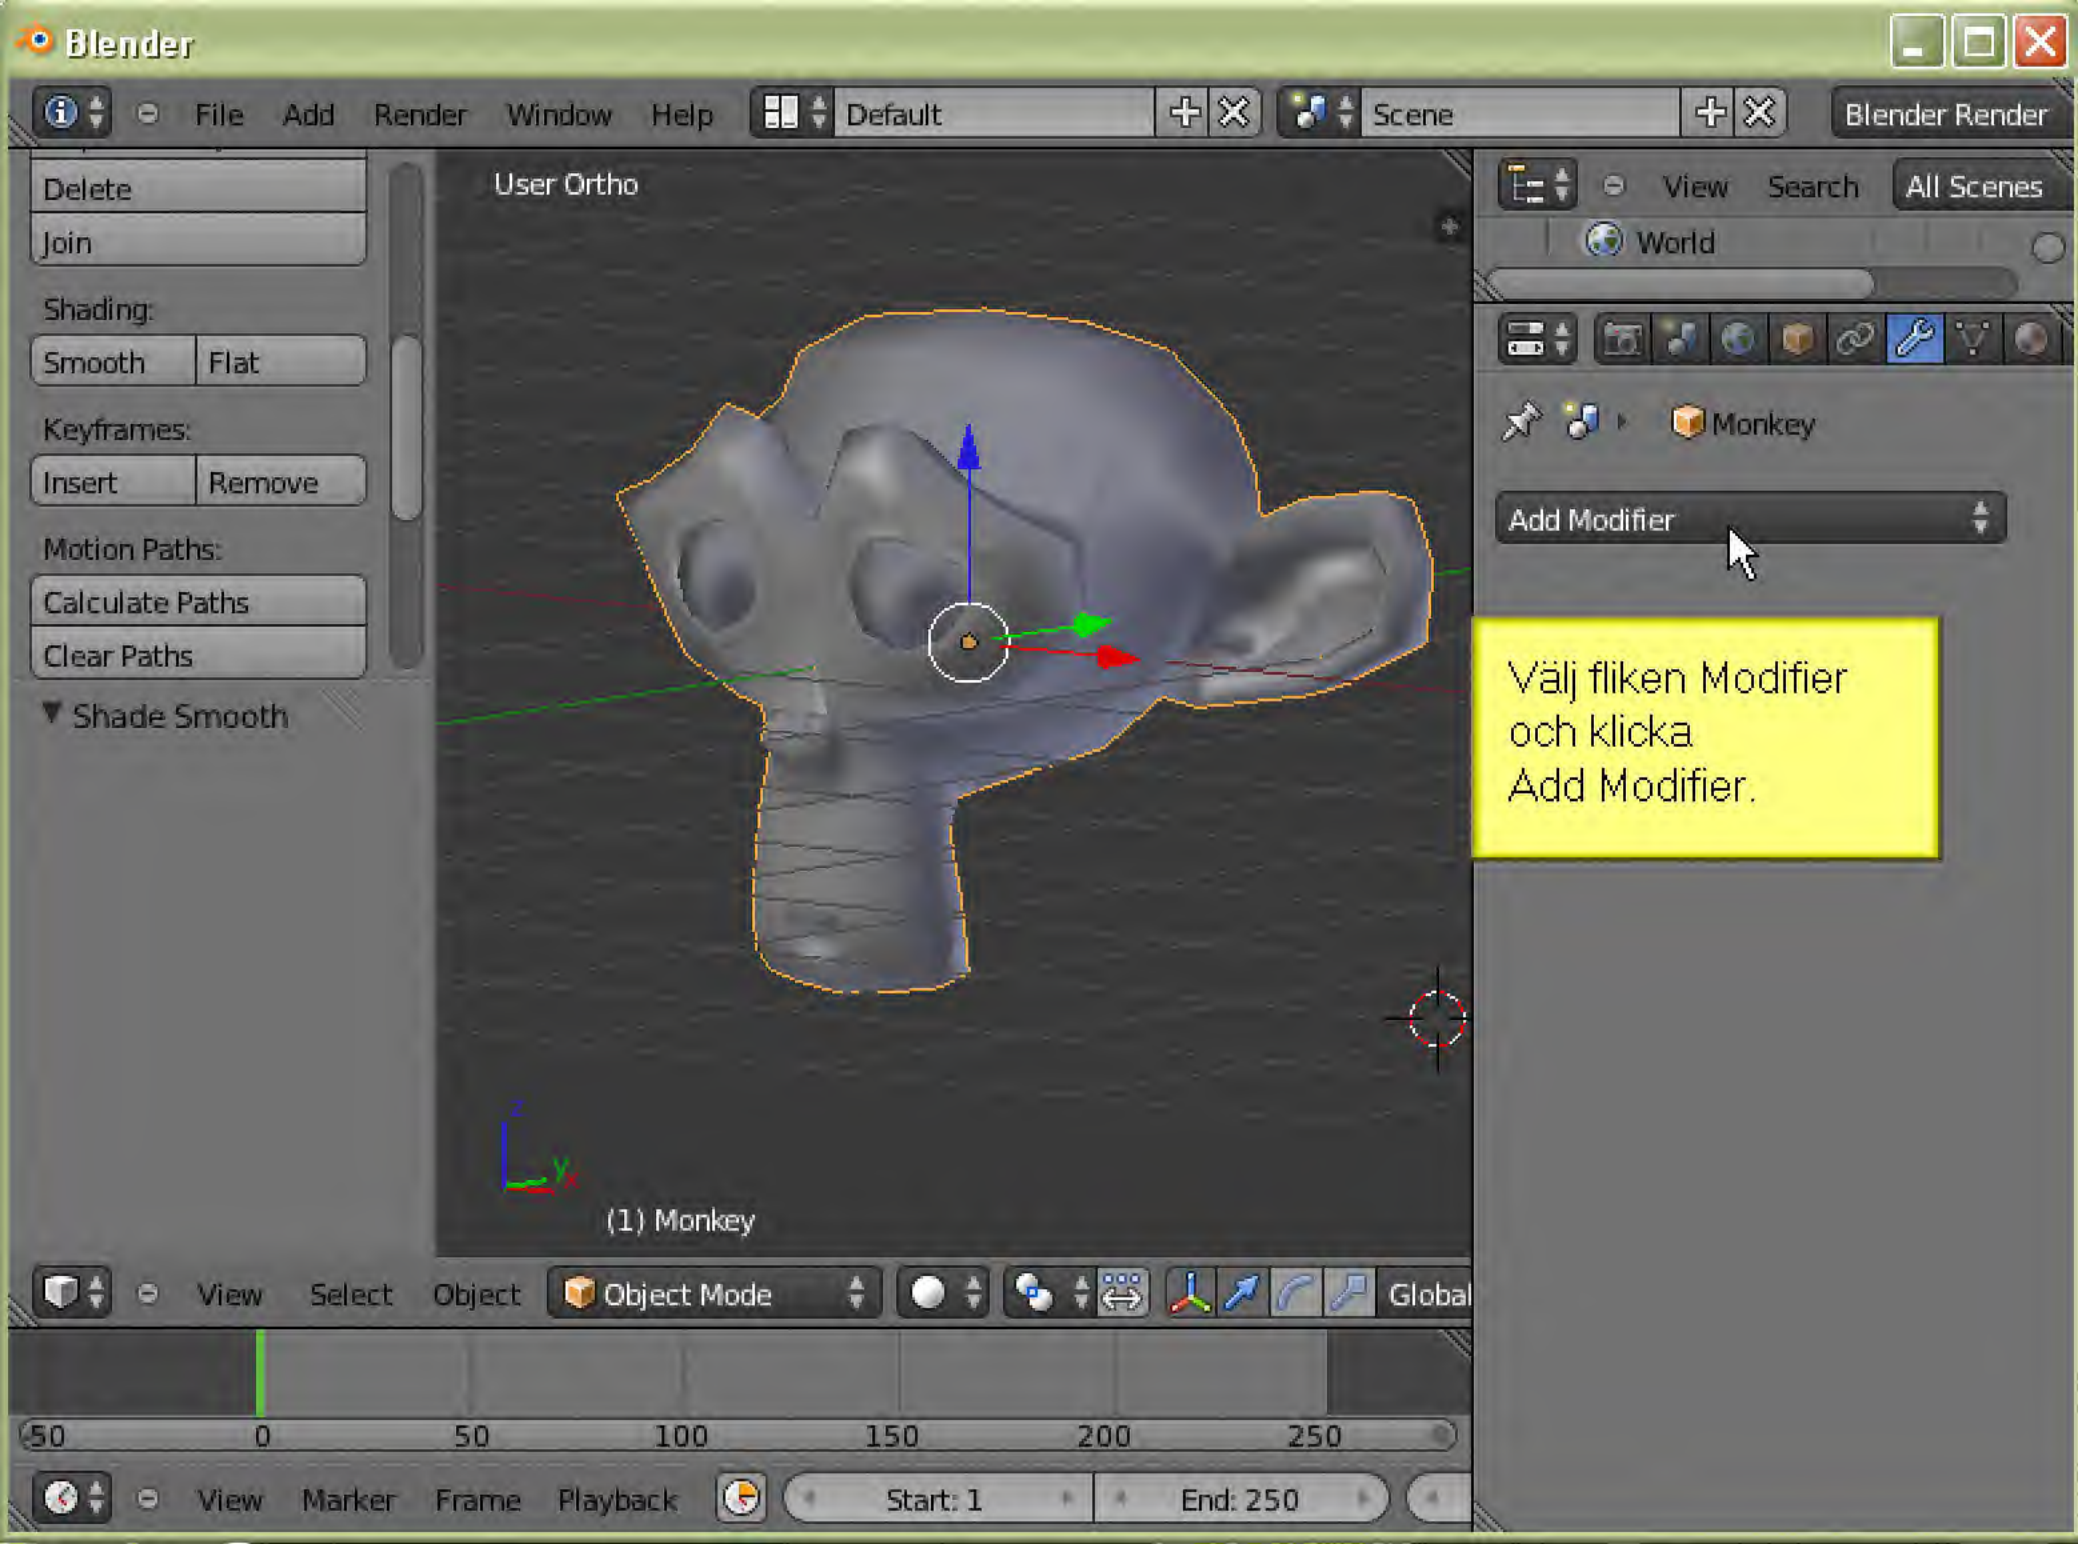 Blender
File Add Render Window Help Default Scene Blender Render
Delete
Join
Shading:
Smooth Flat
Keyframes:
Insert Remove
Motion Paths:
Calculate Paths
Clear Paths
Shade Smooth
User Ortho
z
y x
(1) Monkey
View Search All Scenes
World
Monkey
Add Modifier
Välj fliken Modifier
och klicka
Add Modifier.
View Select Object Object Mode Global
-50 0 50 100 150 200 250
View Marker Frame Playback Start: 1 End: 250